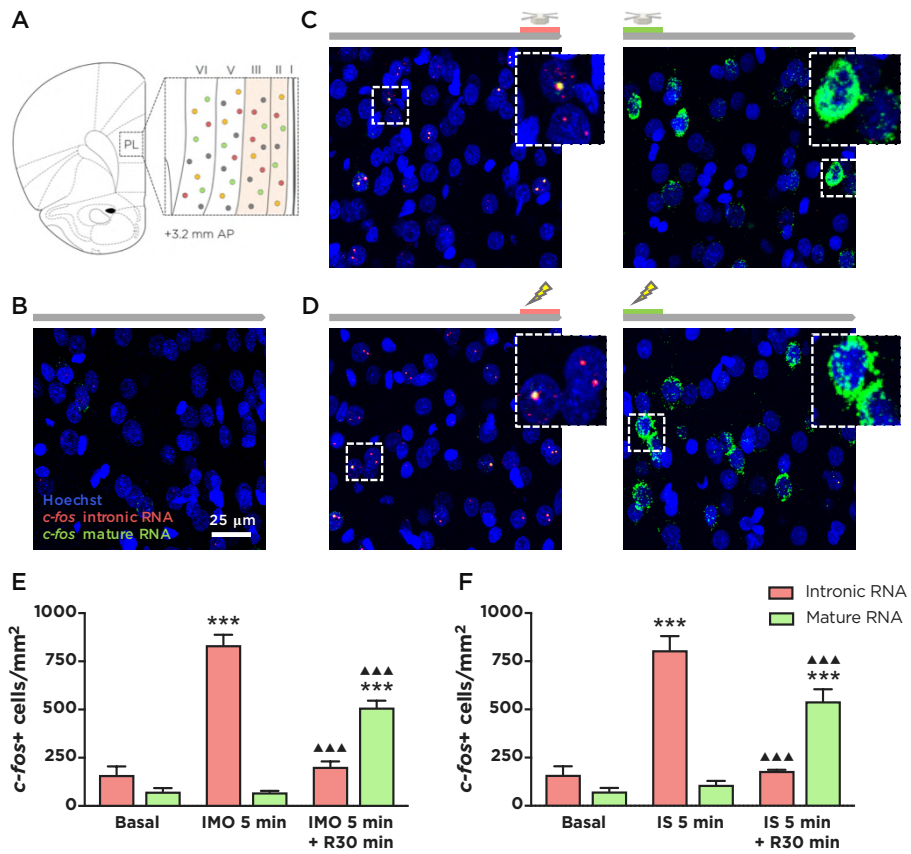 A
VI V III II I
PL
+3.2 mm AP
B
Hoechst
c-fos intronic RNA
c-fos mature RNA
25 μm
C
D
E
c-fos+ cells/mm²
1000
750
500
250
0
***
▲▲▲
▲▲▲
***
Basal
IMO 5 min
IMO 5 min
+ R30 min
F
Intronic RNA
Mature RNA
c-fos+ cells/mm²
1000
750
500
250
0
***
▲▲▲
▲▲▲
***
Basal
IS 5 min
IS 5 min
+ R30 min